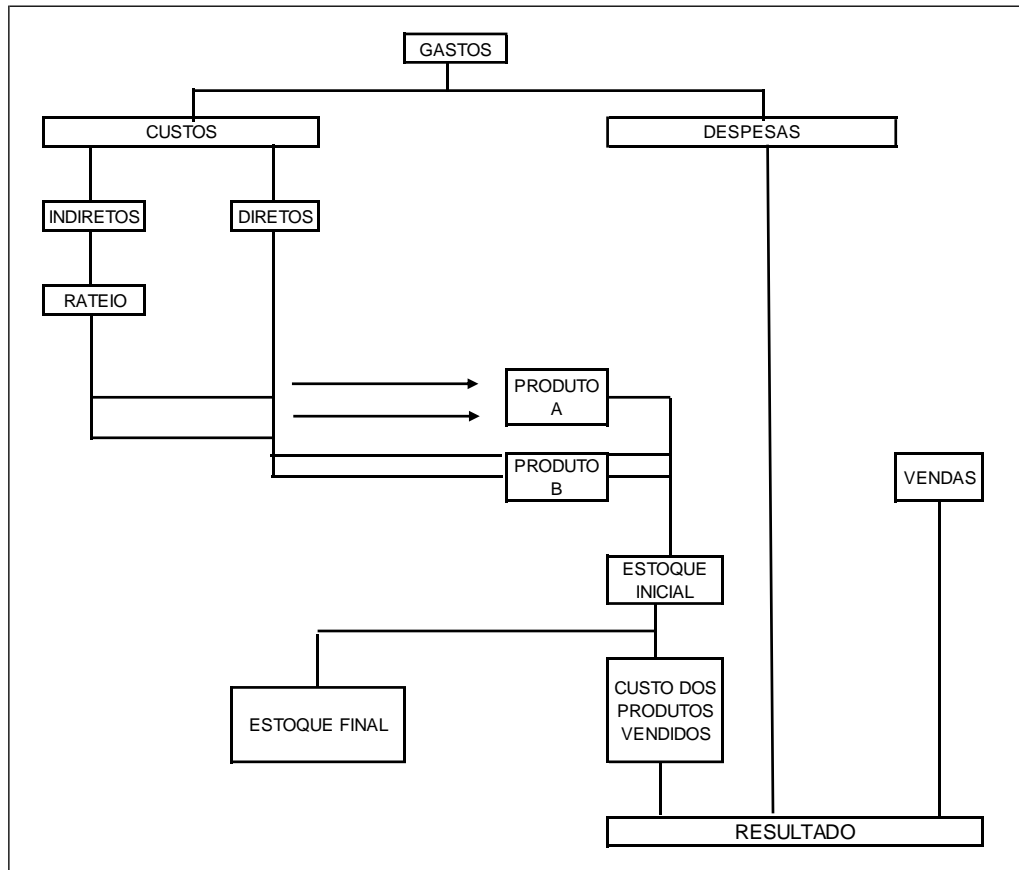 GASTOS
CUSTOS
DESPESAS
INDIRETOS
DIRETOS
RATEIO
PRODUTO
A
PRODUTO
B
VENDAS
ESTOQUE
INICIAL
ESTOQUE FINAL
CUSTO DOS
PRODUTOS
VENDIDOS
RESULTADO